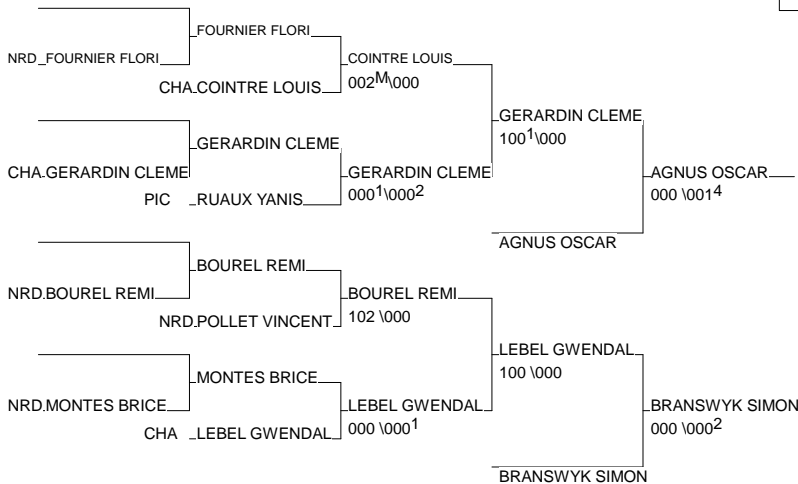 FOURNIER FLORI
NRD FOURNIER FLORI
COINTRE LOUIS
CHA COINTRE LOUIS
002M\000
GERARDIN CLEME
1001\000
GERARDIN CLEME
CHA GERARDIN CLEME
GERARDIN CLEME
AGNUS OSCAR
PIC RUAUX YANIS
0001\0002
000 \0014
AGNUS OSCAR
BOUREL REMI
NRD BOUREL REMI
BOUREL REMI
NRD POLLET VINCENT
102 \000
LEBEL GWENDAL
100 \000
MONTES BRICE
NRD MONTES BRICE
LEBEL GWENDAL
BRANSWYK SIMON
CHA LEBEL GWENDAL
000 \0001
000 \0002
BRANSWYK SIMON